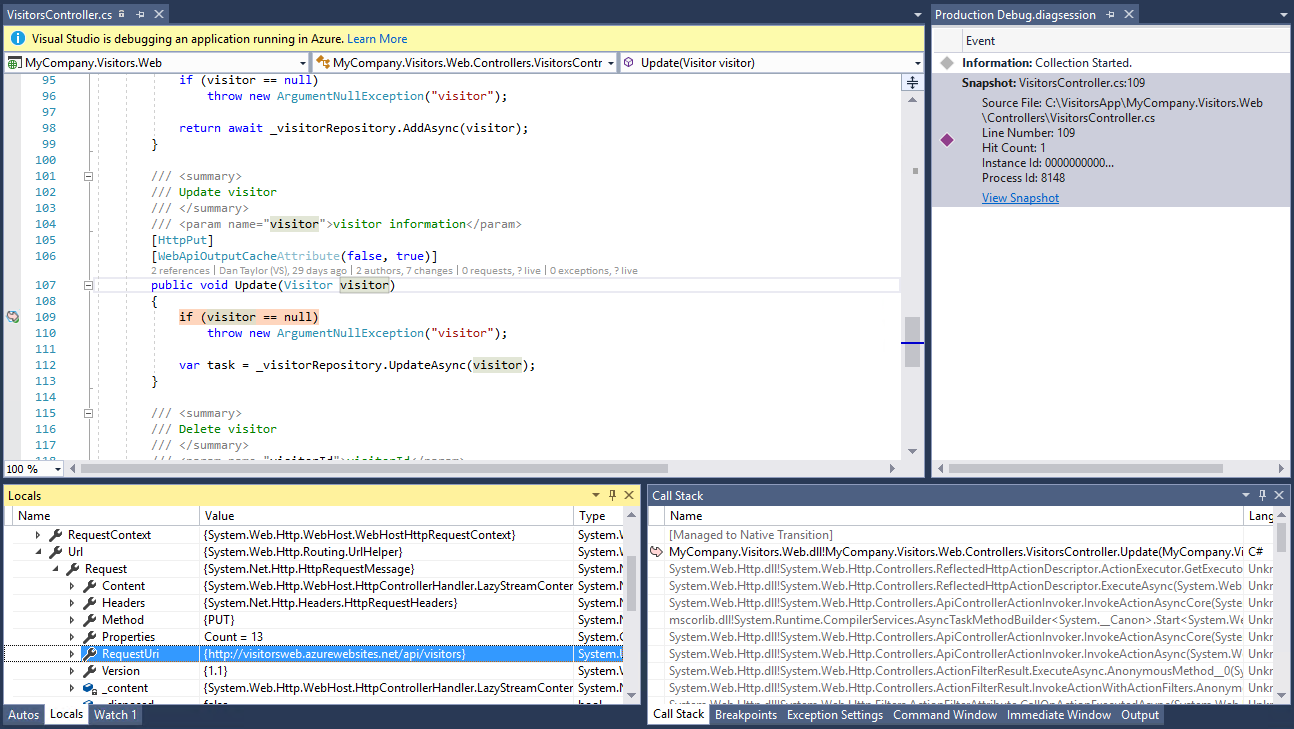 VisitorsController.cs
Visual Studio is debugging an application running in Azure. Learn More
MyCompany.Visitors.Web
MyCompany.Visitors.Web.Controllers.VisitorsContr
Update(Visitor visitor)
95 if (visitor == null)
96 throw new ArgumentNullException("visitor");
97
98 return await _visitorRepository.AddAsync(visitor);
99 }
100
101 /// <summary>
102 /// Update visitor
103 /// </summary>
104 /// <param name="visitor">visitor information</param>
105 [HttpPut]
106 [WebApiOutputCacheAttribute(false, true)]
2 references | Dan Taylor (VS), 29 days ago | 2 authors, 7 changes | 0 requests, ? live | 0 exceptions, ? live
107 public void Update(Visitor visitor)
108 {
109 if (visitor == null)
110 throw new ArgumentNullException("visitor");
111
112 var task = _visitorRepository.UpdateAsync(visitor);
113 }
114
115 /// <summary>
116 /// Delete visitor
117 /// </summary>
118 /// <param name="visitorId">visitorId</param>
100 %
Production Debug.diagsession
Event
Information: Collection Started.
Snapshot: VisitorsController.cs:109
Source File: C:\VisitorsApp\MyCompany.Visitors.Web
\Controllers\VisitorsController.cs
Line Number: 109
Hit Count: 1
Instance Id: 0000000000...
Process Id: 8148
View Snapshot
Locals
Name Value Type
RequestContext {System.Web.Http.WebHost.WebHostHttpRequestContext} System.W
Url {System.Web.Http.Routing.UrlHelper} System.W
Request {System.Net.Http.HttpRequestMessage} System.N
Content {System.Web.Http.WebHost.HttpControllerHandler.LazyStreamConten System.N
Headers {System.Net.Http.Headers.HttpRequestHeaders} System.N
Method {PUT} System.N
Properties Count = 13 System.C
RequestUri {http://visitorsweb.azurewebsites.net/api/visitors} System.U
Version {1.1} System.V
_content {System.Web.Http.WebHost.HttpControllerHandler.LazyStreamConten System.N
_disposed false bool
Autos Locals Watch 1
Call Stack
Name Lang
[Managed to Native Transition]
MyCompany.Visitors.Web.dll!MyCompany.Visitors.Web.Controllers.VisitorsController.Update(MyCompany.Vi C#
System.Web.Http.dll!System.Web.Http.Controllers.ReflectedHttpActionDescriptor.ActionExecutor.GetExecuto Unkn
System.Web.Http.dll!System.Web.Http.Controllers.ReflectedHttpActionDescriptor.ExecuteAsync(System.Web Unkn
System.Web.Http.dll!System.Web.Http.Controllers.ApiControllerActionInvoker.InvokeActionAsyncCore(System Unkn
mscorlib.dll!System.Runtime.CompilerServices.AsyncTaskMethodBuilder<System.__Canon>.Start<System.We Unkn
System.Web.Http.dll!System.Web.Http.Controllers.ApiControllerActionInvoker.InvokeActionAsyncCore(System Unkn
System.Web.Http.dll!System.Web.Http.Controllers.ActionFilterResult.ExecuteAsync.AnonymousMethod__0(Sy Unkn
System.Web.Http.dll!System.Web.Http.Controllers.ActionFilterResult.InvokeActionWithActionFilters.Anonym Unkn
System.Web.Http.dll!System.Web.Http.Filters.ActionFilterAttribute.CallOnActionExecutedAsync(System.Web Unkn
Call Stack Breakpoints Exception Settings Command Window Immediate Window Output